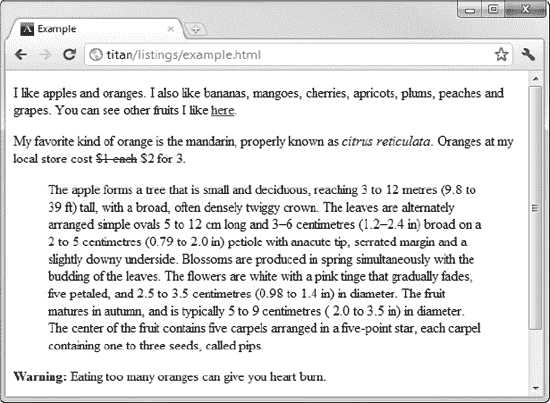 Example
titan/listings/example.html
I like apples and oranges. I also like bananas, mangoes, cherries, apricots, plums, peaches and
grapes. You can see other fruits I like here.
My favorite kind of orange is the mandarin, properly known as citrus reticulata. Oranges at my
local store cost $1 each $2 for 3.
The apple forms a tree that is small and deciduous, reaching 3 to 12 metres (9.8 to
39 ft) tall, with a broad, often densely twiggy crown. The leaves are alternately
arranged simple ovals 5 to 12 cm long and 3–6 centimetres (1.2–2.4 in) broad on a
2 to 5 centimetres (0.79 to 2.0 in) petiole with anacute tip, serrated margin and a
slightly downy underside. Blossoms are produced in spring simultaneously with the
budding of the leaves. The flowers are white with a pink tinge that gradually fades,
five petaled, and 2.5 to 3.5 centimetres (0.98 to 1.4 in) in diameter. The fruit
matures in autumn, and is typically 5 to 9 centimetres ( 2.0 to 3.5 in) in diameter.
The center of the fruit contains five carpels arranged in a five-point star, each carpel
containing one to three seeds, called pips.
Warning: Eating too many oranges can give you heart burn.